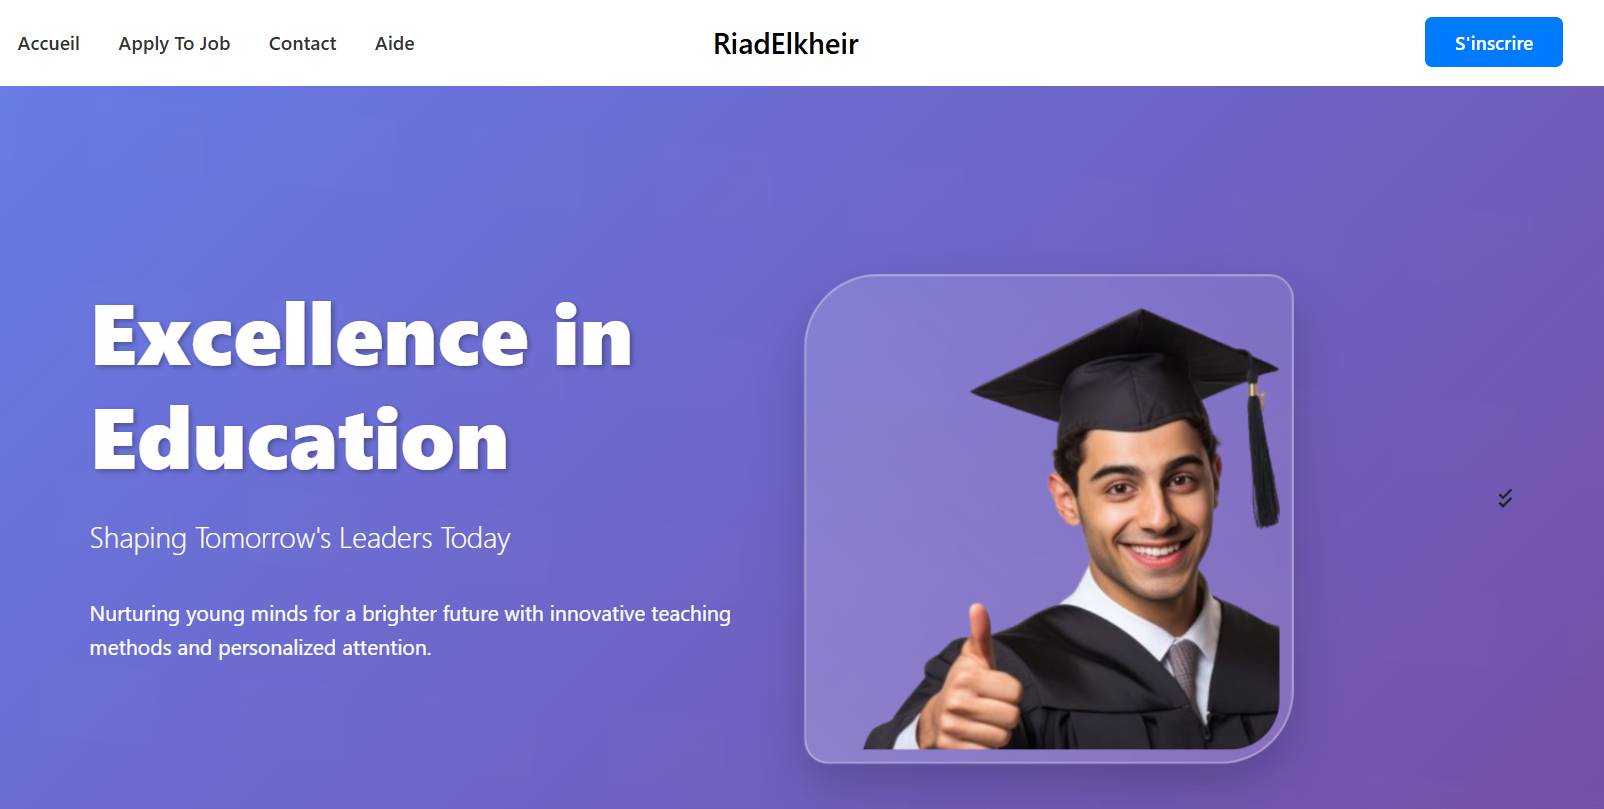 Accueil Apply To Job Contact Aide RiadElkheir S'inscrire
Excellence in
Education
Shaping Tomorrow's Leaders Today
Nurturing young minds for a brighter future with innovative teaching
methods and personalized attention.